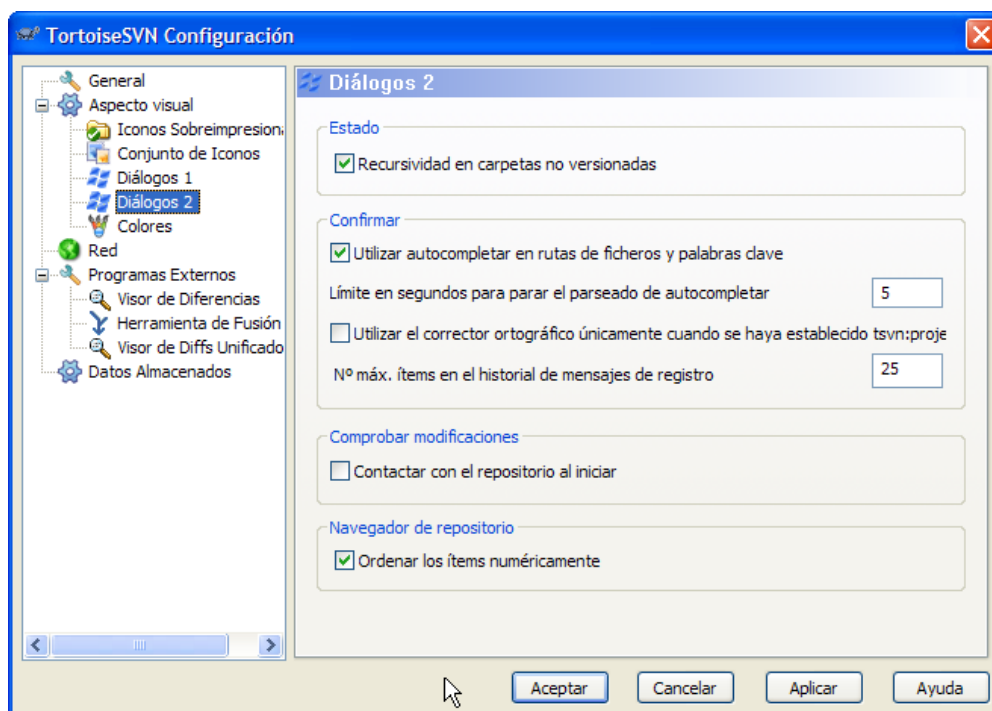 TortoiseSVN Configuración
General
Aspecto visual
Iconos Sobreimpresiona
Conjunto de Iconos
Diálogos 1
Diálogos 2
Colores
Red
Programas Externos
Visor de Diferencias
Herramienta de Fusión
Visor de Diffs Unificado
Datos Almacenados
Diálogos 2
Estado
Recursividad en carpetas no versionadas
Confirmar
Utilizar autocompletar en rutas de ficheros y palabras clave
Límite en segundos para parar el parseado de autocompletar 5
Utilizar el corrector ortográfico únicamente cuando se haya establecido tsvn:proje
Nº máx. ítems en el historial de mensajes de registro 25
Comprobar modificaciones
Contactar con el repositorio al iniciar
Navegador de repositorio
Ordenar los ítems numéricamente
Aceptar Cancelar Aplicar Ayuda